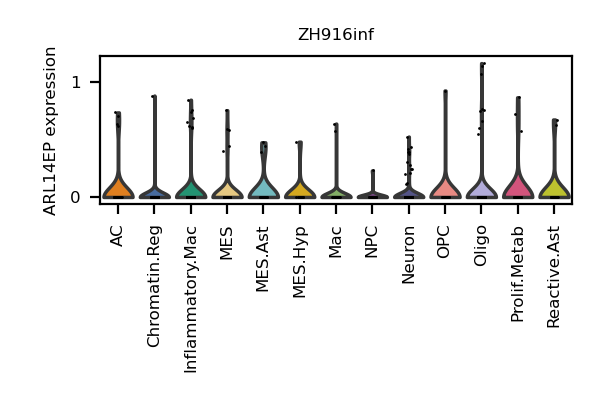 ZH916inf
ARL14EP expression
1
0
AC
Chromatin.Reg
Inflammatory.Mac
MES
MES.Ast
MES.Hyp
Mac
NPC
Neuron
OPC
Oligo
Prolif.Metab
Reactive.Ast